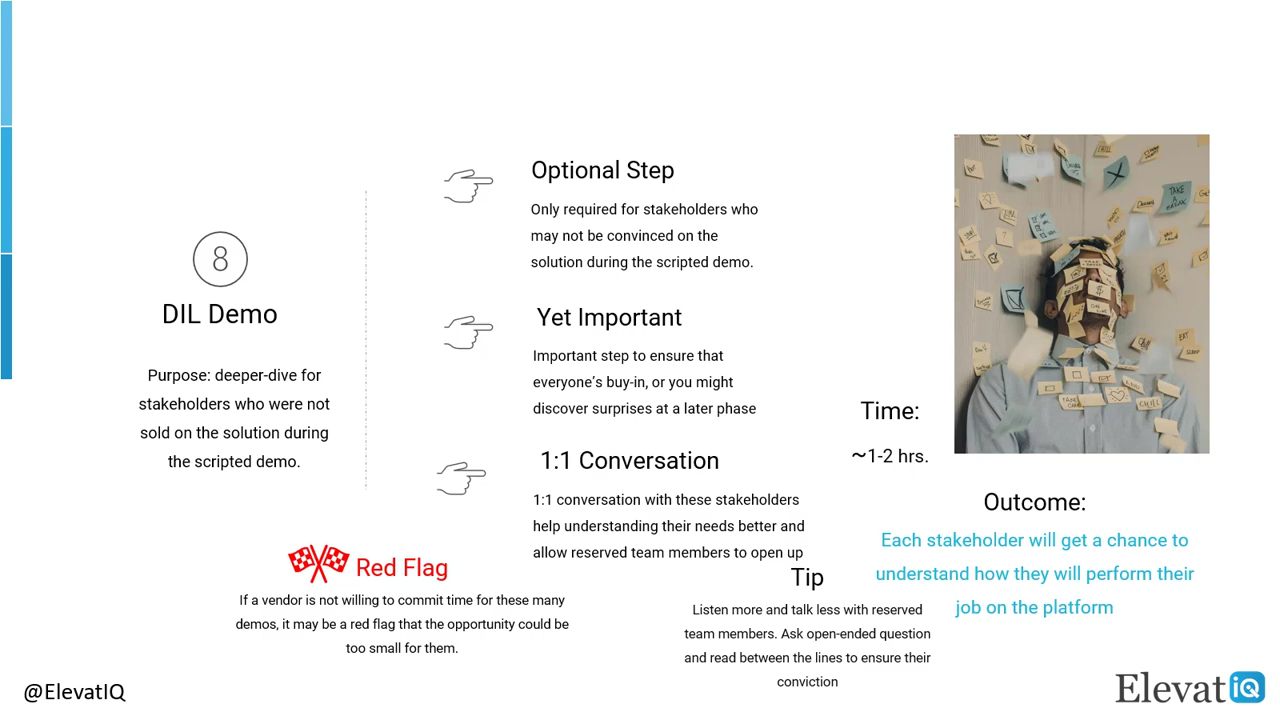 8
DIL Demo
Purpose: deeper-dive for
stakeholders who were not
sold on the solution during
the scripted demo.
Optional Step
Only required for stakeholders who
may not be convinced on the
solution during the scripted demo.
Yet Important
Important step to ensure that
everyone’s buy-in, or you might
discover surprises at a later phase
1:1 Conversation
1:1 conversation with these stakeholders
help understanding their needs better and
allow reserved team members to open up
Red Flag
If a vendor is not willing to commit time for these many
demos, it may be a red flag that the opportunity could be
too small for them.
Tip
Listen more and talk less with reserved
team members. Ask open-ended question
and read between the lines to ensure their
conviction
Time:
~1-2 hrs.
TAKE
A
EAT
SLEEP
CHILL
Outcome:
Each stakeholder will get a chance to
understand how they will perform their
job on the platform
@ElevatIQ
ElevatIQ